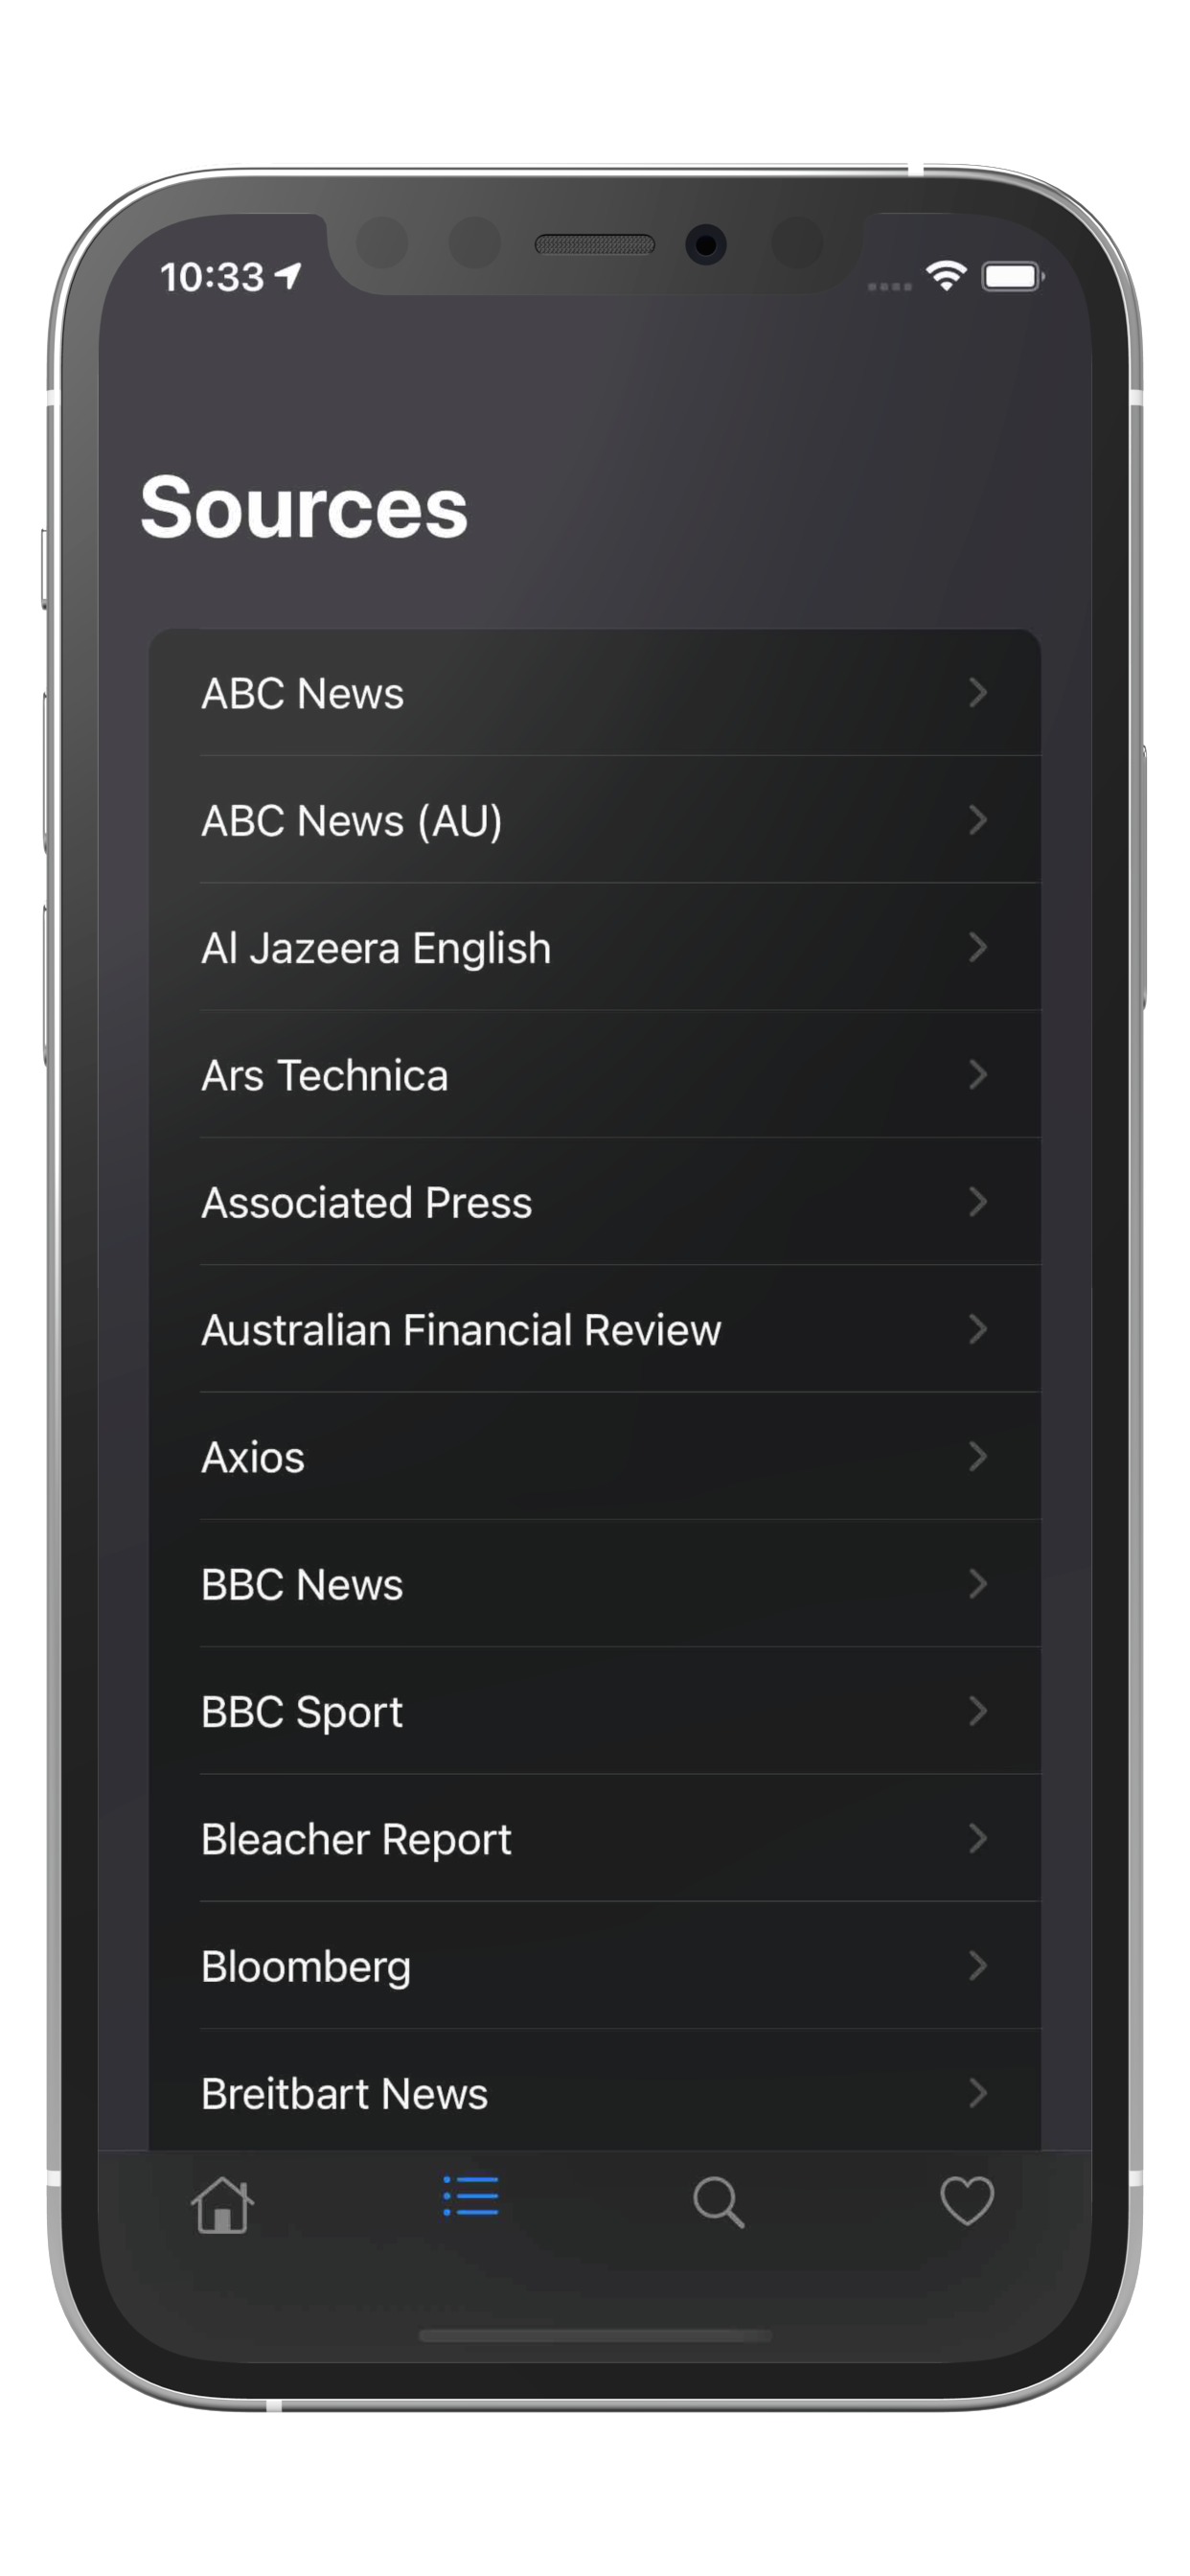 10:33
Sources
ABC News
ABC News (AU)
Al Jazeera English
Ars Technica
Associated Press
Australian Financial Review
Axios
BBC News
BBC Sport
Bleacher Report
Bloomberg
Breitbart News